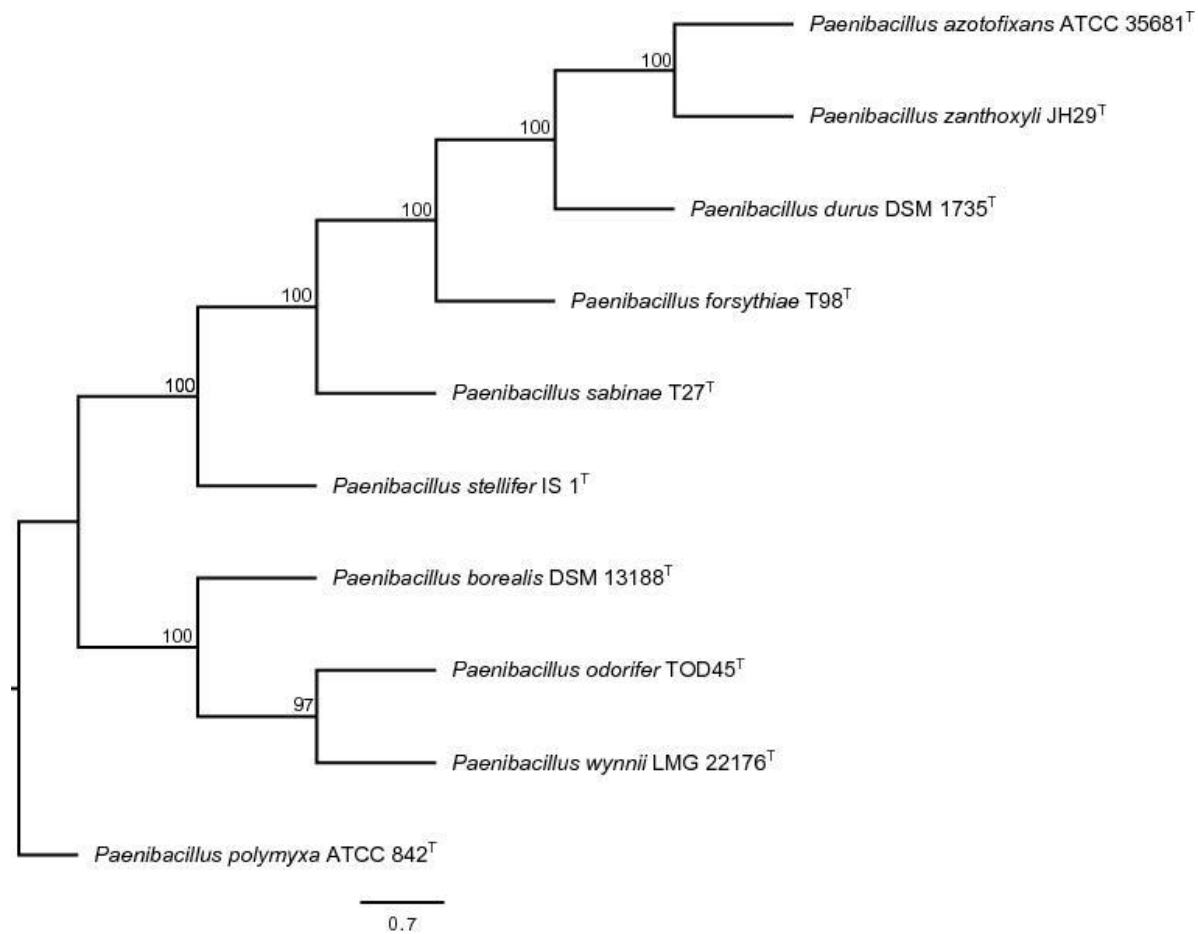 Paenibacillus azotofixans ATCC 35681T
100
Paenibacillus zanthoxyli JH29T
100
Paenibacillus durus DSM 1735T
100
Paenibacillus forsythiae T98T
100
Paenibacillus sabinae T27T
100
Paenibacillus stellifer IS 1T
Paenibacillus borealis DSM 13188T
100
Paenibacillus odorifer TOD45T
97
Paenibacillus wynnii LMG 22176T
Paenibacillus polymyxa ATCC 842T
0.7